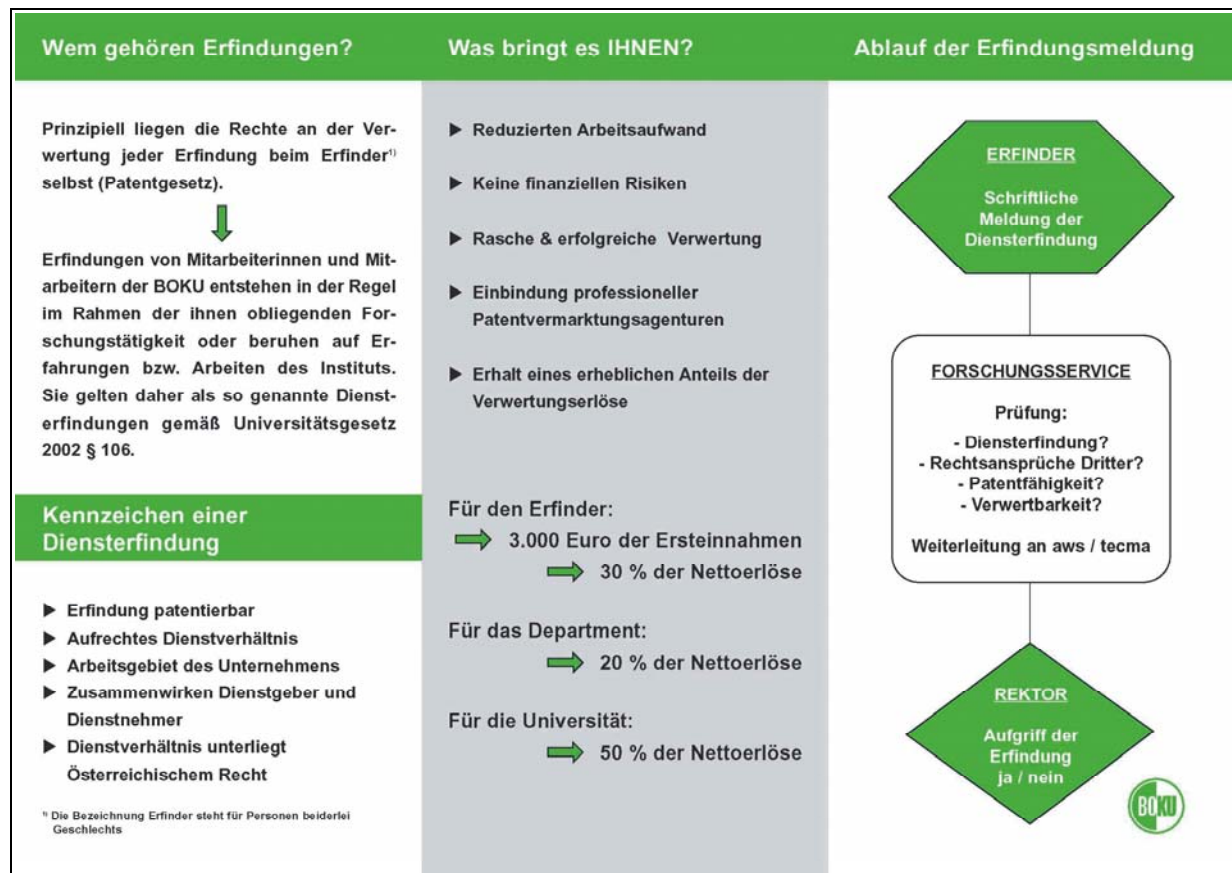 Wem gehören Erfindungen?
Prinzipiell liegen die Rechte an der Ver-
wertung jeder Erfindung beim Erfinder¹⁾
selbst (Patentgesetz).
Erfindungen von Mitarbeiterinnen und Mit-
arbeitern der BOKU entstehen in der Regel
im Rahmen der ihnen obliegenden For-
schungstätigkeit oder beruhen auf Er-
fahrungen bzw. Arbeiten des Instituts.
Sie gelten daher als so genannte Dienst-
erfindungen gemäß Universitätsgesetz
2002 § 106.
Kennzeichen einer
Diensterfindung
► Erfindung patentierbar
► Aufrechtes Dienstverhältnis
► Arbeitsgebiet des Unternehmens
► Zusammenwirken Dienstgeber und
Dienstnehmer
► Dienstverhältnis unterliegt
Österreichischem Recht
¹⁾ Die Bezeichnung Erfinder steht für Personen beiderlei
Geschlechts
Was bringt es IHNEN?
► Reduzierten Arbeitsaufwand
► Keine finanziellen Risiken
► Rasche & erfolgreiche Verwertung
► Einbindung professioneller
Patentvermarktungsagenturen
► Erhalt eines erheblichen Anteils der
Verwertungserlöse
Für den Erfinder:
3.000 Euro der Ersteinnahmen
30 % der Nettoerlöse
Für das Department:
20 % der Nettoerlöse
Für die Universität:
50 % der Nettoerlöse
Ablauf der Erfindungsmeldung
ERFINDER
Schriftliche
Meldung der
Diensterfindung
FORSCHUNGSSERVICE
Prüfung:
- Diensterfindung?
- Rechtsansprüche Dritter?
- Patentfähigkeit?
- Verwertbarkeit?
Weiterleitung an aws / tecma
REKTOR
Aufgriff der
Erfindung
ja / nein
BOKU